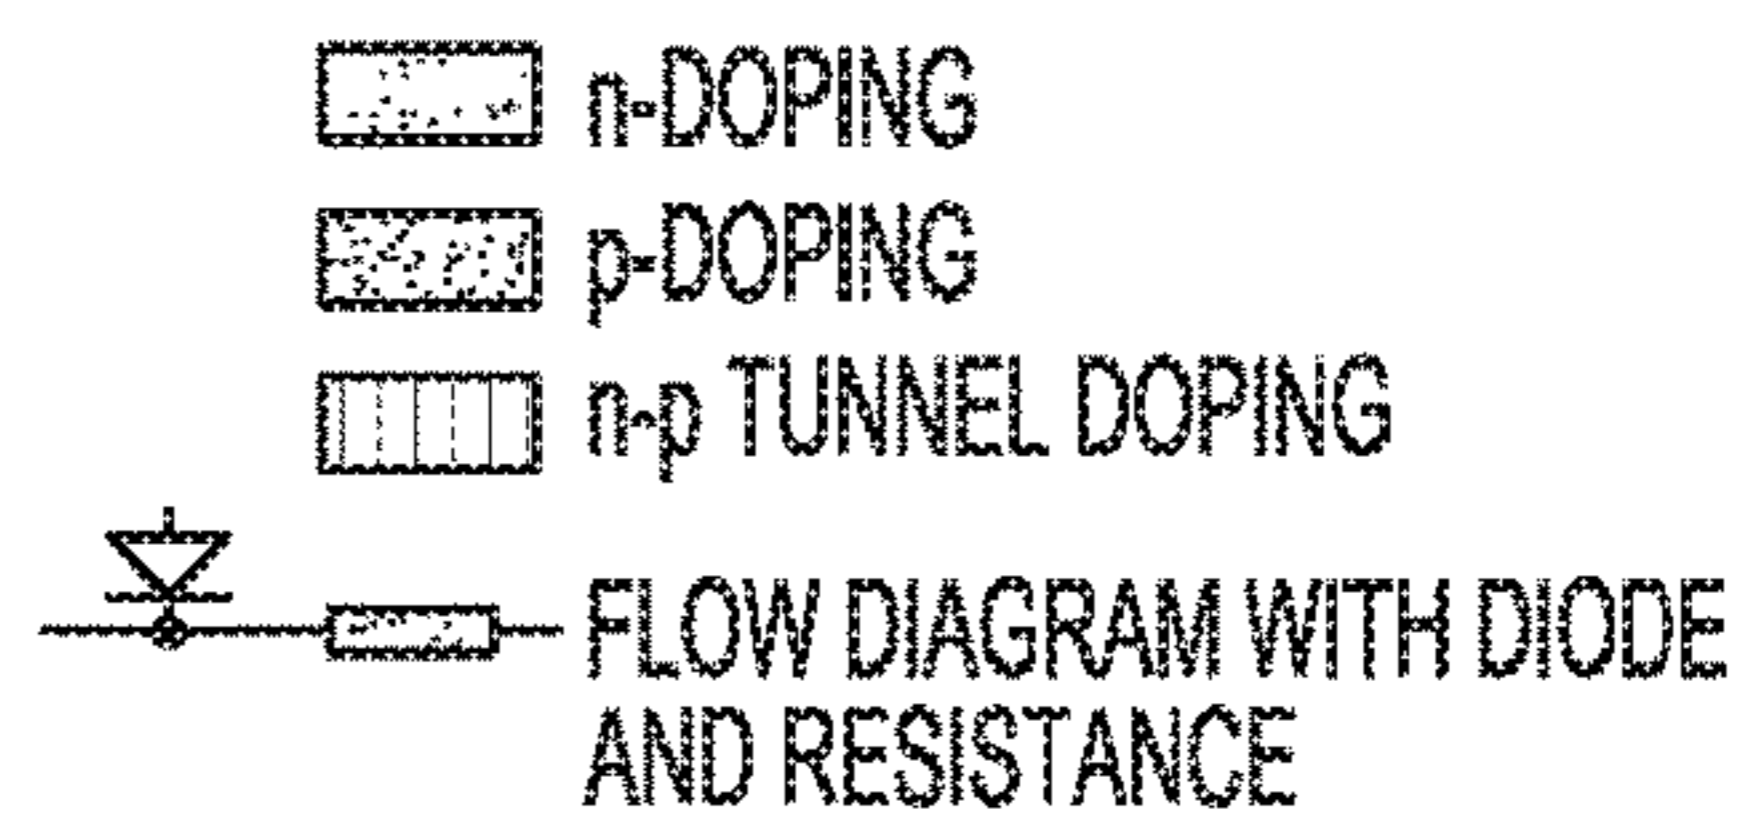 n-DOPING
p-DOPING
n-p TUNNEL DOPING
FLOW DIAGRAM WITH DIODE
AND RESISTANCE